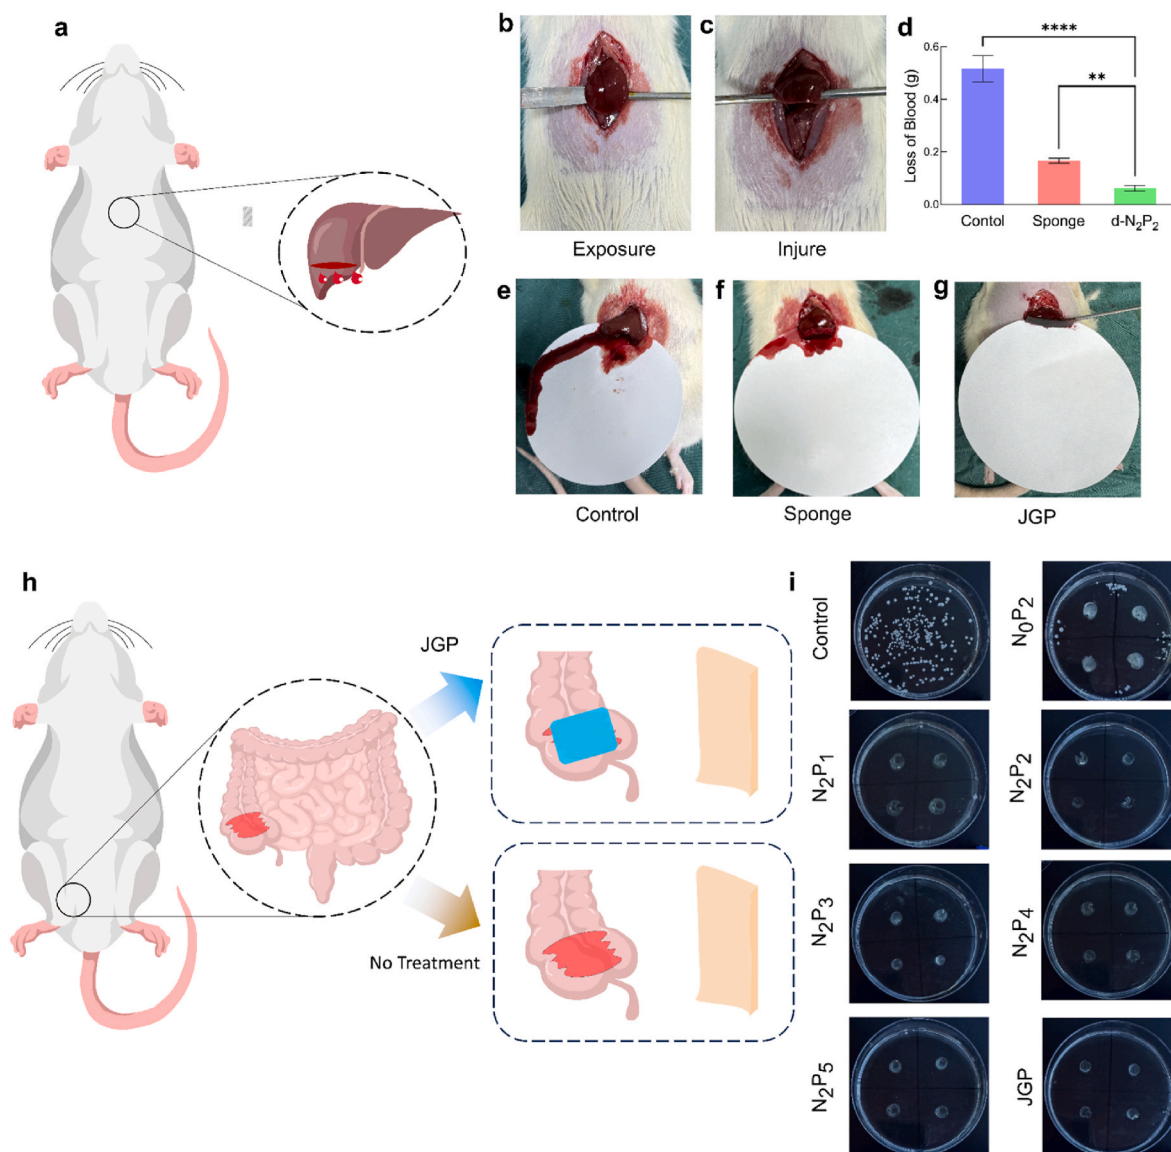 a
b
c
d
Exposure
Injure
Loss of Blood (g)
0.6
0.4
0.2
0.0
****
**
Contol
Sponge
d-N₂P₂
e
f
g
Control
Sponge
JGP
h
JGP
No Treatment
i
Control
N₀P₂
N₂P₁
N₂P₂
N₂P₃
N₂P₄
N₂P₅
JGP